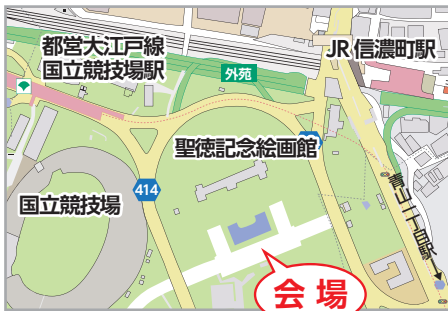 都営大江戸線
国立競技場駅
JR 信濃町駅
外苑
聖徳記念絵画館
414
国立競技場
青山一丁目駅
会場